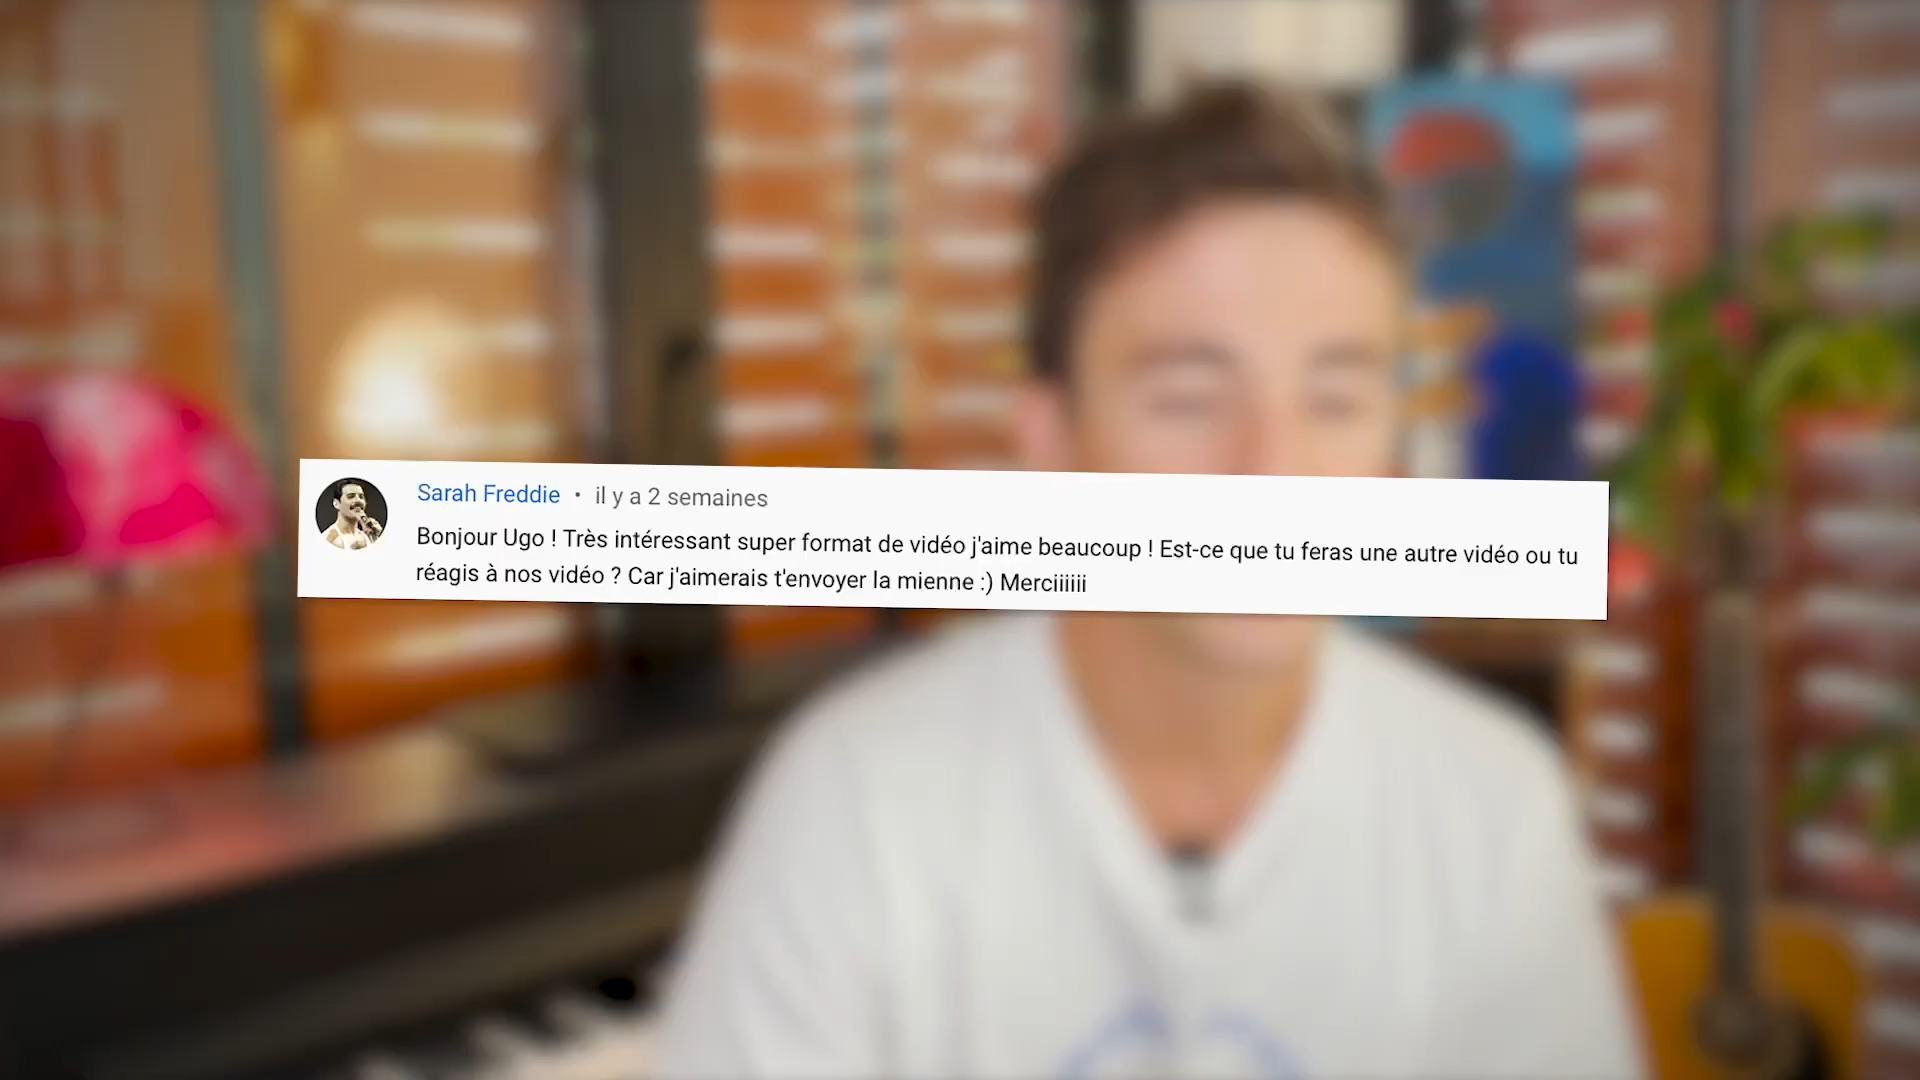 Sarah Freddie • il y a 2 semaines
Bonjour Ugo ! Très intéressant super format de vidéo j'aime beaucoup ! Est-ce que tu feras une autre vidéo ou tu
réagis à nos vidéo ? Car j'aimerais t'envoyer la mienne :) Merciiiiii